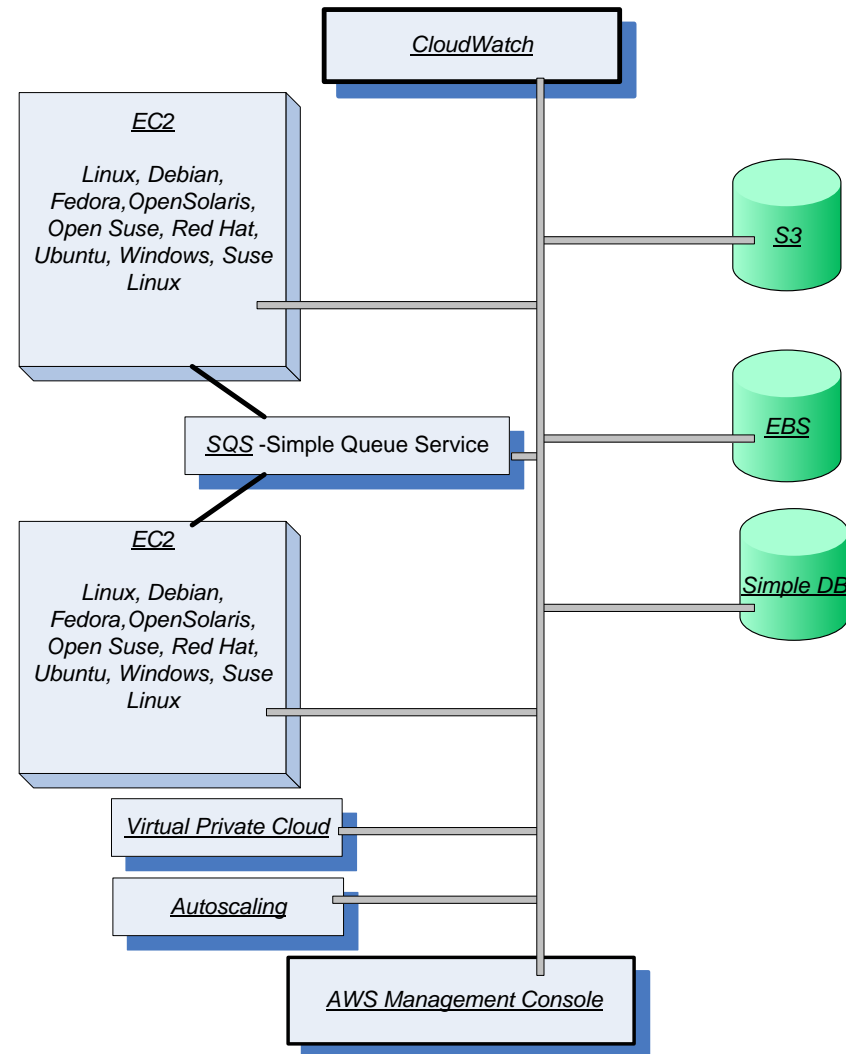 CloudWatch
EC2
Linux, Debian,
Fedora,OpenSolaris,
Open Suse, Red Hat,
Ubuntu, Windows, Suse
Linux
S3
EBS
SQS -Simple Queue Service
EC2
Linux, Debian,
Fedora,OpenSolaris,
Open Suse, Red Hat,
Ubuntu, Windows, Suse
Linux
Simple DB
Virtual Private Cloud
Autoscaling
AWS Management Console